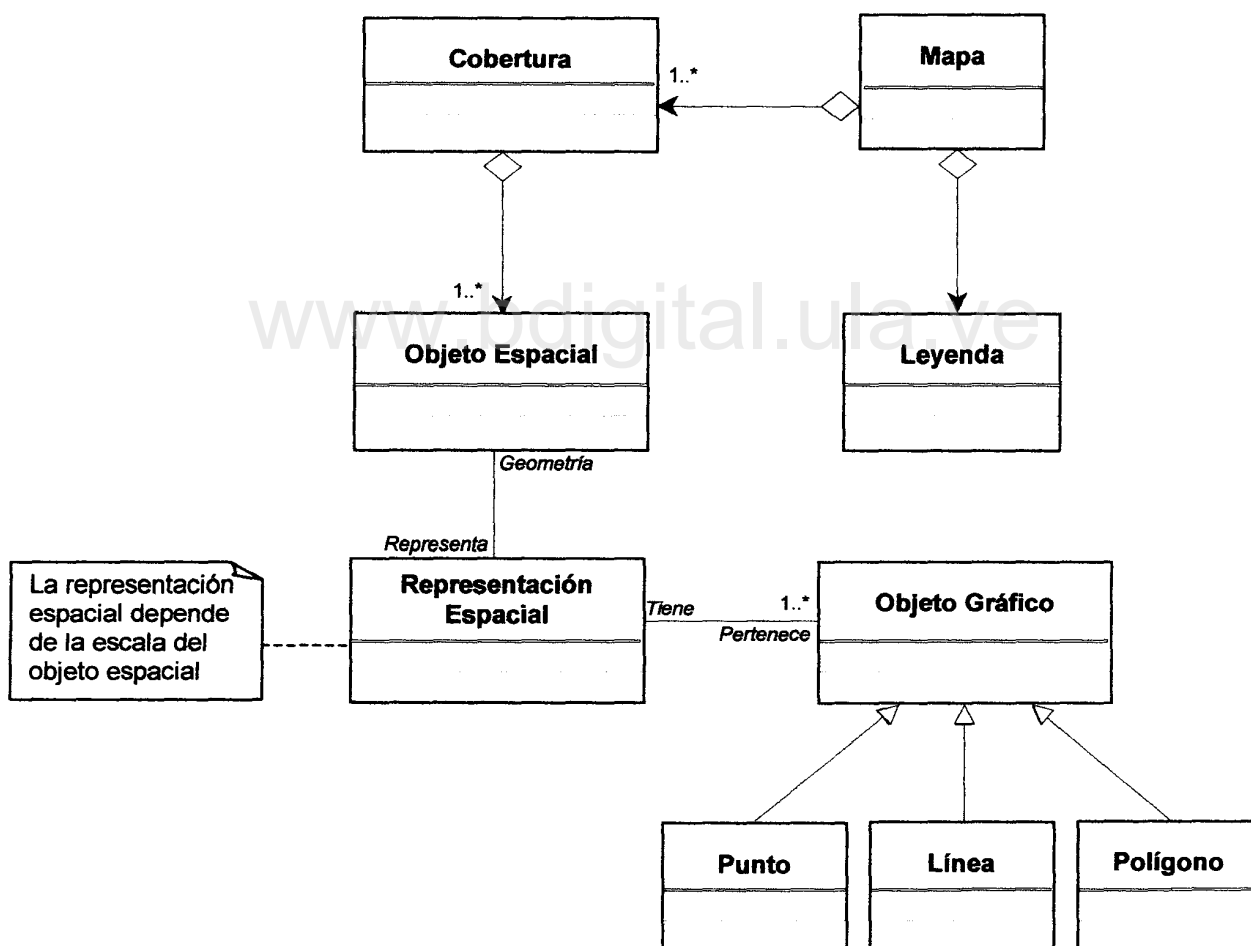 Cobertura
Mapa
1..*
1..*
www.bdigital.ula.ve
Objeto Espacial
Leyenda
Geometría
Representa
La representación
espacial depende
de la escala del
objeto espacial
Representación
Espacial
Tiene
1..*
Pertenece
Objeto Gráfico
Punto
Línea
Polígono